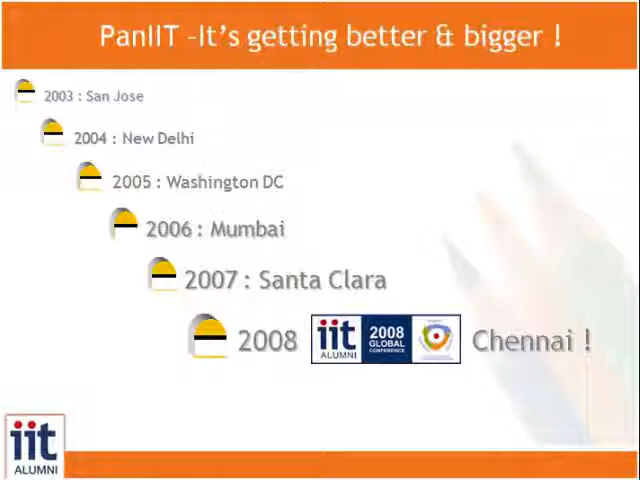 PanIIT –It's getting better & bigger !
2003 : San Jose
2004 : New Delhi
2005 : Washington DC
2006 : Mumbai
2007 : Santa Clara
2008 iit ALUMNI 2008 GLOBAL CONFERENCE Chennai !
iit
ALUMNI